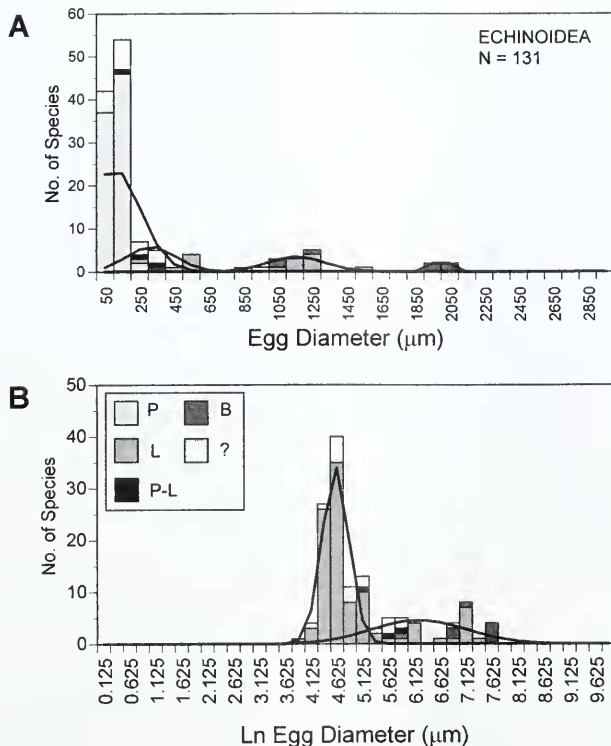 A
ECHINOIDEA
N = 131
No. of Species
60
50
40
30
20
10
0
50 250 450 650 850 1050 1250 1450 1650 1850 2050 2250 2450 2650 2850
Egg Diameter (μm)
B
P B
L ?
P-L
No. of Species
50
40
30
20
10
0
0.125 0.625 1.125 1.625 2.125 2.625 3.125 3.625 4.125 4.625 5.125 5.625 6.125 6.625 7.125 7.625 8.125 8.625 9.125 9.625
Ln Egg Diameter (μm)